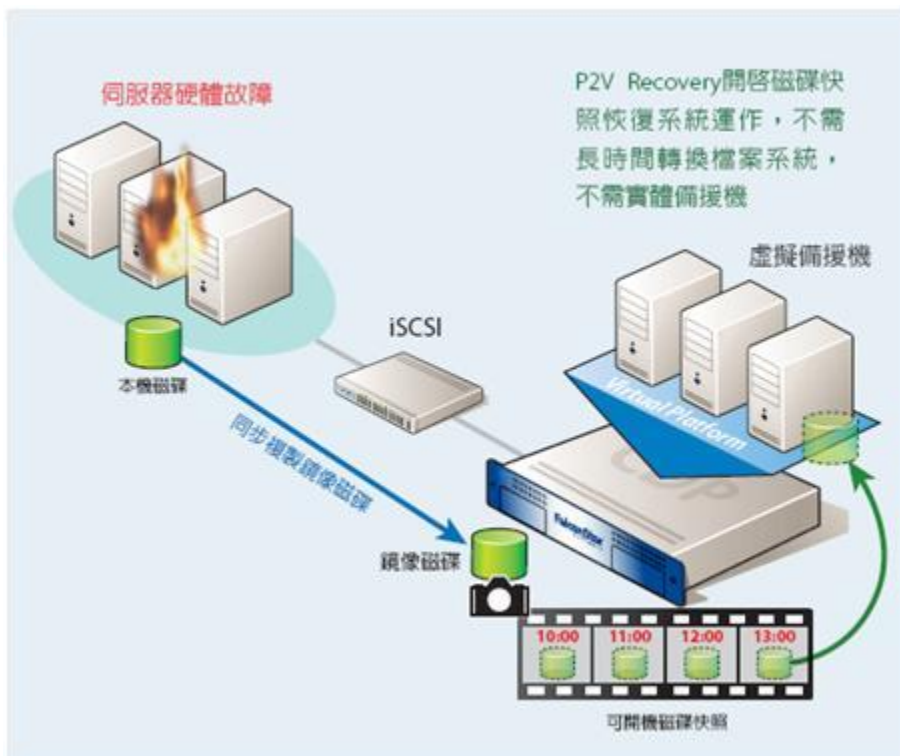 伺服器硬體故障
P2V Recovery開啓磁碟快
照恢復系統運作，不需
長時間轉換檔案系統，
不需實體備援機
虛擬備援機
iSCSI
本機磁碟
Virtual Platform
同步複製鏡像磁碟
CDP
FalconStor
鏡像磁碟
10:00 11:00 12:00 13:00
可開機磁碟快照